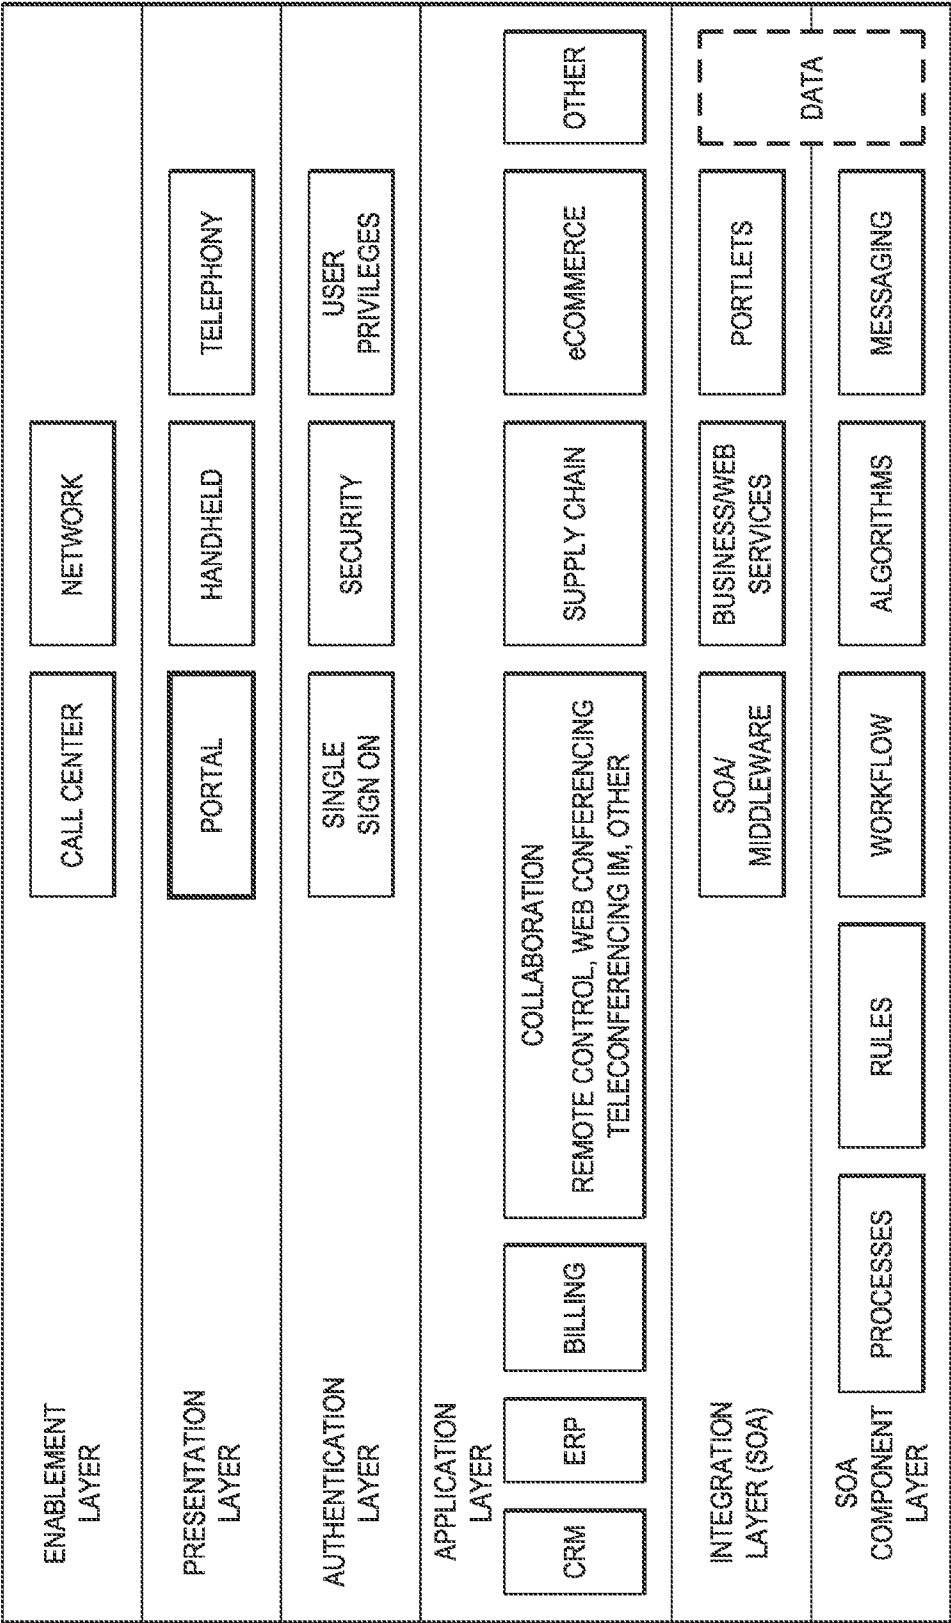 ENABLEMENT
LAYER
CALL CENTER
NETWORK
PRESENTATION
LAYER
PORTAL
HANDHELD
TELEPHONY
AUTHENTICATION
LAYER
SINGLE
SIGN ON
SECURITY
USER
PRIVILEGES
APPLICATION
LAYER
CRM
ERP
BILLING
COLLABORATION
REMOTE CONTROL, WEB CONFERENCING
TELECONFERENCING IM, OTHER
SUPPLY CHAIN
eCOMMERCE
OTHER
INTEGRATION
LAYER (SOA)
SOA/
MIDDLEWARE
BUSINESS/WEB
SERVICES
PORTLETS
DATA
SOA
COMPONENT
LAYER
PROCESSES
RULES
WORKFLOW
ALGORITHMS
MESSAGING